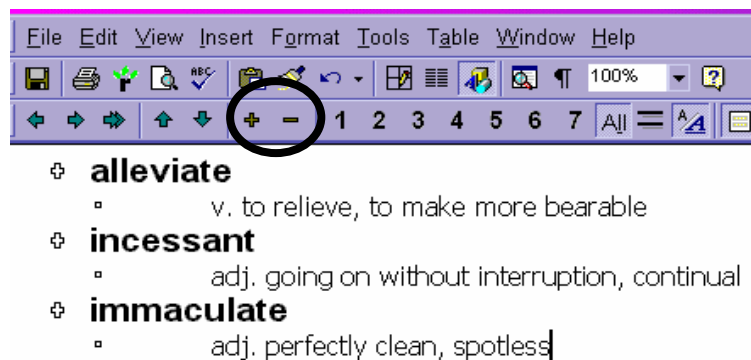 File Edit View Insert Format Tools Table Window Help
ABC 100% ?
+ - 1 2 3 4 5 6 7 All A A
alleviate
v. to relieve, to make more bearable
incessant
adj. going on without interruption, continual
immaculate
adj. perfectly clean, spotless